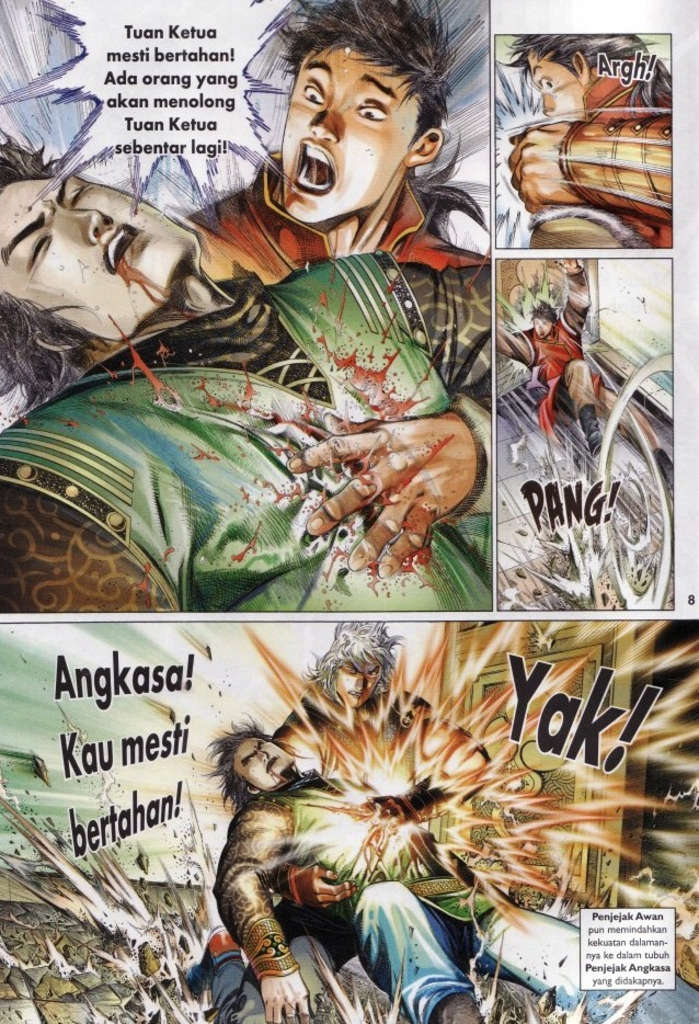 Tuan Ketua
mesti bertahan!
Ada orang yang
akan menolong
Tuan Ketua
sebentar lagi!
Argh!
PANG!
8
Angkasa!
Kau mesti
bertahan!
Yak!
Penjejak Awan
pun memindahkan
kekuatan dalaman-
nya ke dalam tubuh
Penjejak Angkasa
yang didakapnya.